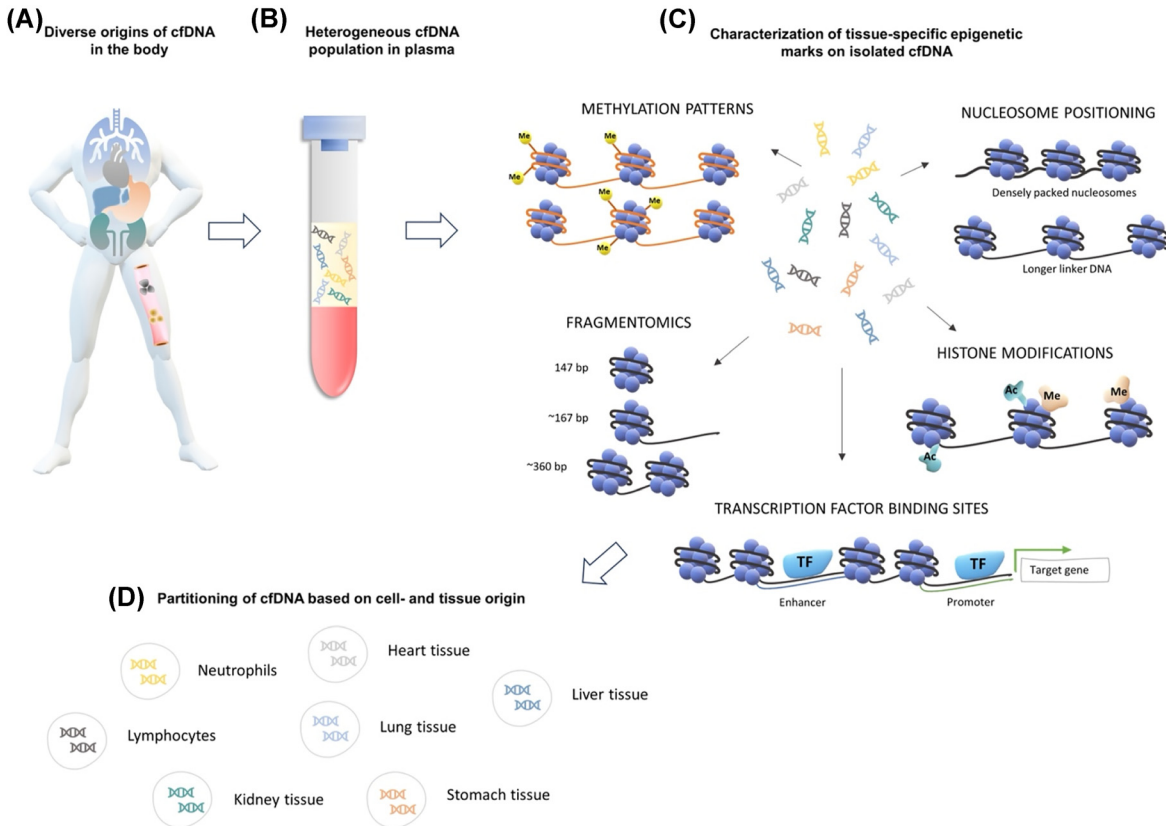 (A)
Diverse origins of cfDNA
in the body
(B)
Heterogeneous cfDNA
population in plasma
(C)
Characterization of tissue-specific epigenetic
marks on isolated cfDNA
METHYLATION PATTERNS
Me
Me
Me
Me
Me
Me
NUCLEOSOME POSITIONING
Densely packed nucleosomes
Longer linker DNA
FRAGMENTOMICS
147 bp
~167 bp
~360 bp
HISTONE MODIFICATIONS
Ac
Me
Me
Ac
TRANSCRIPTION FACTOR BINDING SITES
TF
TF
Target gene
Enhancer
Promoter
(D)
Partitioning of cfDNA based on cell- and tissue origin
Neutrophils
Heart tissue
Liver tissue
Lymphocytes
Lung tissue
Kidney tissue
Stomach tissue